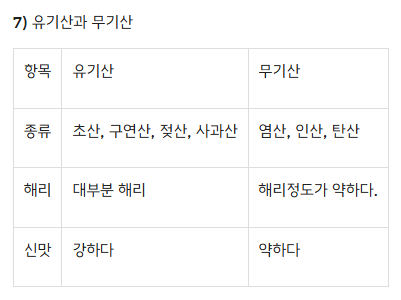 7) 유기산과 무기산
항목 유기산 무기산
종류 초산, 구연산, 젖산, 사과산 염산, 인산, 탄산
해리 대부분 해리 해리정도가 약하다.
신맛 강하다 약하다